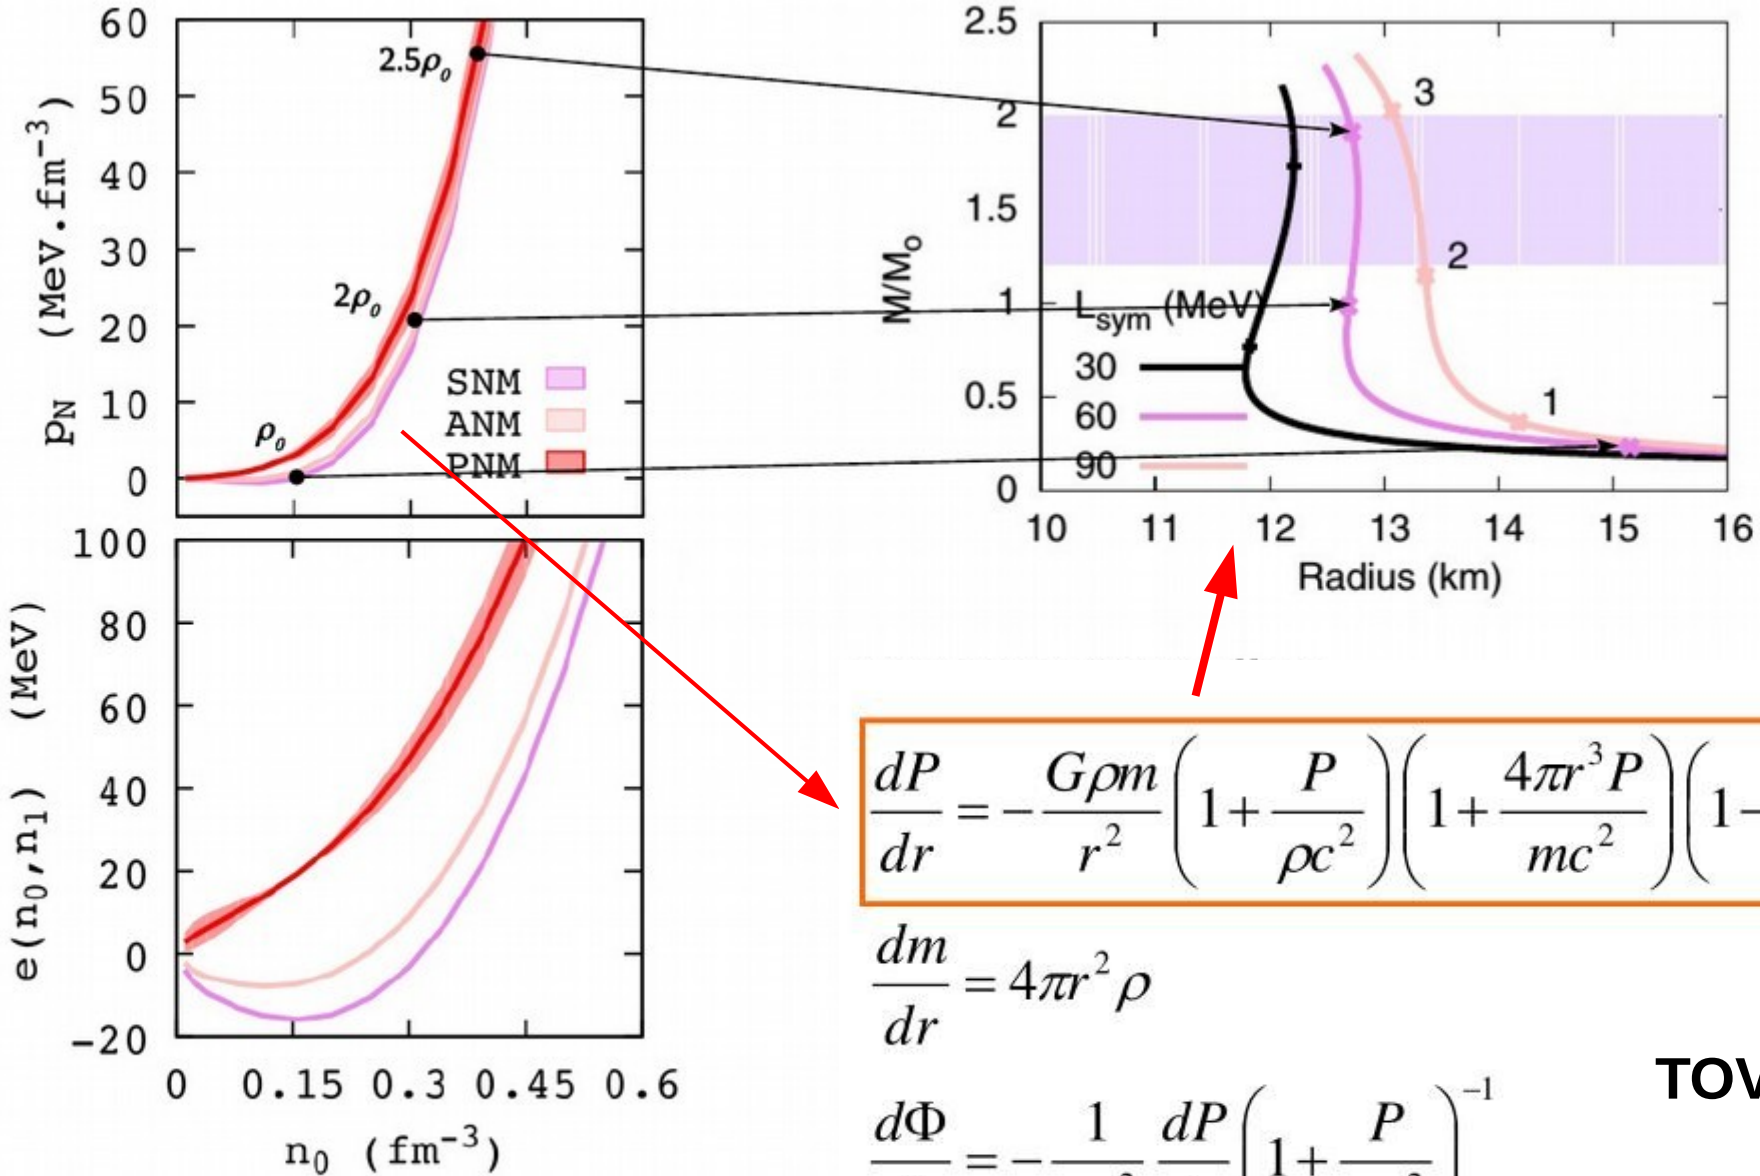 60
50
40
30
20
10
0
p_N (MeV.fm⁻³)
2.5ρ₀
2ρ₀
ρ₀
SNM
ANM
PNM
100
80
60
40
20
0
-20
e(n₀,n₁) (MeV)
0 0.15 0.3 0.45 0.6
n₀ (fm⁻³)
2.5
2
1.5
1
0.5
0
M/M₀
3
2
1
L_sym (MeV)
30
60
90
10 11 12 13 14 15 16
Radius (km)
dP/dr = −Gρm/r² (1+P/ρc²)(1+4πr³P/mc²)(1−
dm/dr = 4πr²ρ
dΦ = −1 dP (1+P)⁻¹
TOV